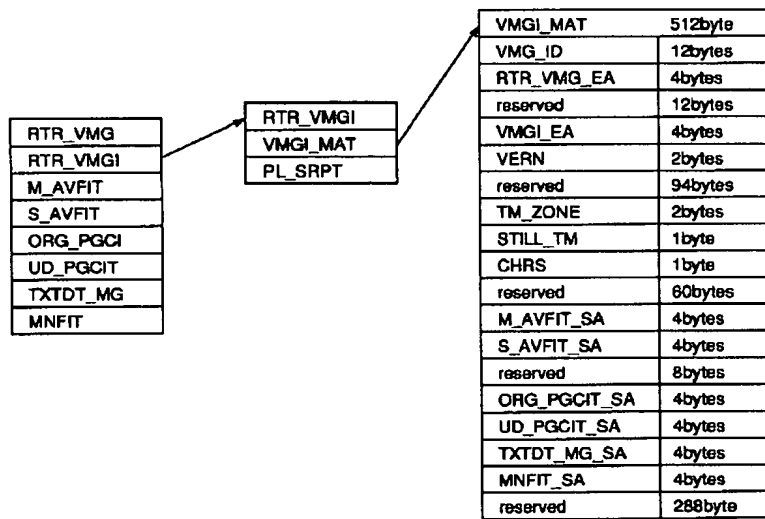 RTR_VMG
RTR_VMGI
M_AVFIT
S_AVFIT
ORG_PGCI
UD_PGCIT
TXTDT_MG
MNFIT
RTR_VMGI
VMGI_MAT
PL_SRPT
VMGI_MAT 512byte
VMG_ID 12bytes
RTR_VMG_EA 4bytes
reserved 12bytes
VMGI_EA 4bytes
VERN 2bytes
reserved 94bytes
TM_ZONE 2bytes
STILL_TM 1byte
CHRS 1byte
reserved 60bytes
M_AVFIT_SA 4bytes
S_AVFIT_SA 4bytes
reserved 8bytes
ORG_PGCIT_SA 4bytes
UD_PGCIT_SA 4bytes
TXTDT_MG_SA 4bytes
MNFIT_SA 4bytes
reserved 288byte